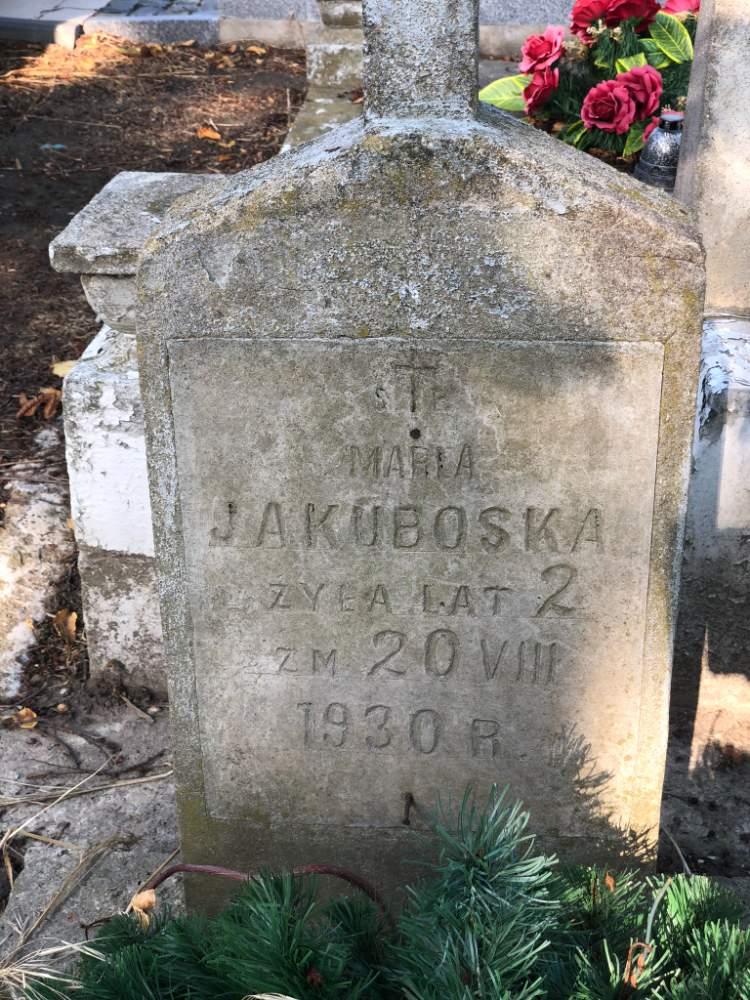 S † P
MARIA
JAKUBOSKA
ŻYŁA LAT 2
ZM 20 VIII
1930 R.